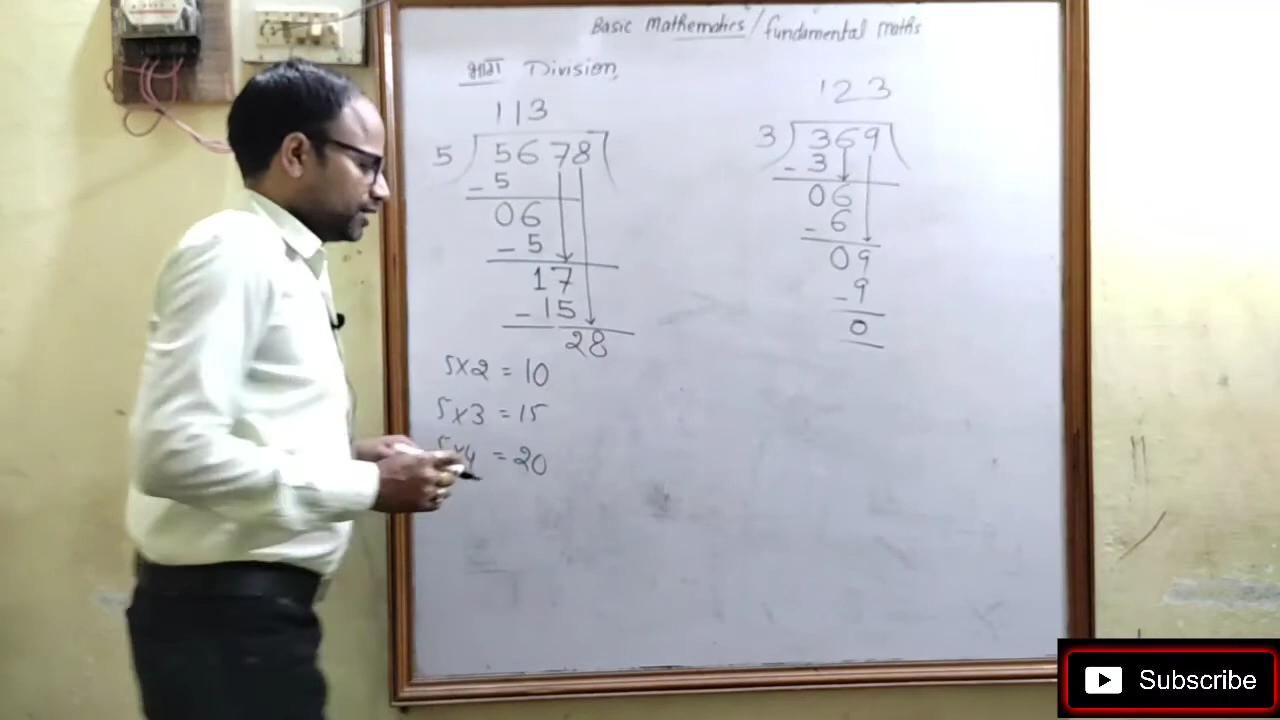 Basic Mathematics / fundamental maths
भाग Division,
113
5 ) 5678 (
- 5
06
- 5
17
- 15
28
5x2 = 10
5x3 = 15
5x4 = 20
123
3 ) 369 (
- 3
06
- 6
09
- 9
0
Subscribe